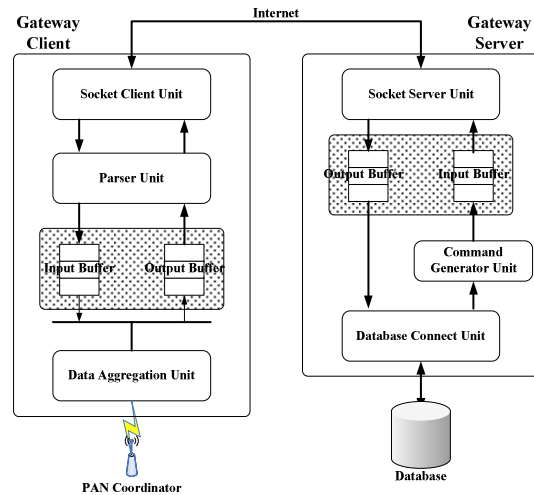 Internet
Gateway
Client
Gateway
Server
Socket Client Unit
Socket Server Unit
Parser Unit
Output Buffer
Input Buffer
Input Buffer
Output Buffer
Command
Generator Unit
Database Connect Unit
Data Aggregation Unit
PAN Coordinator
Database